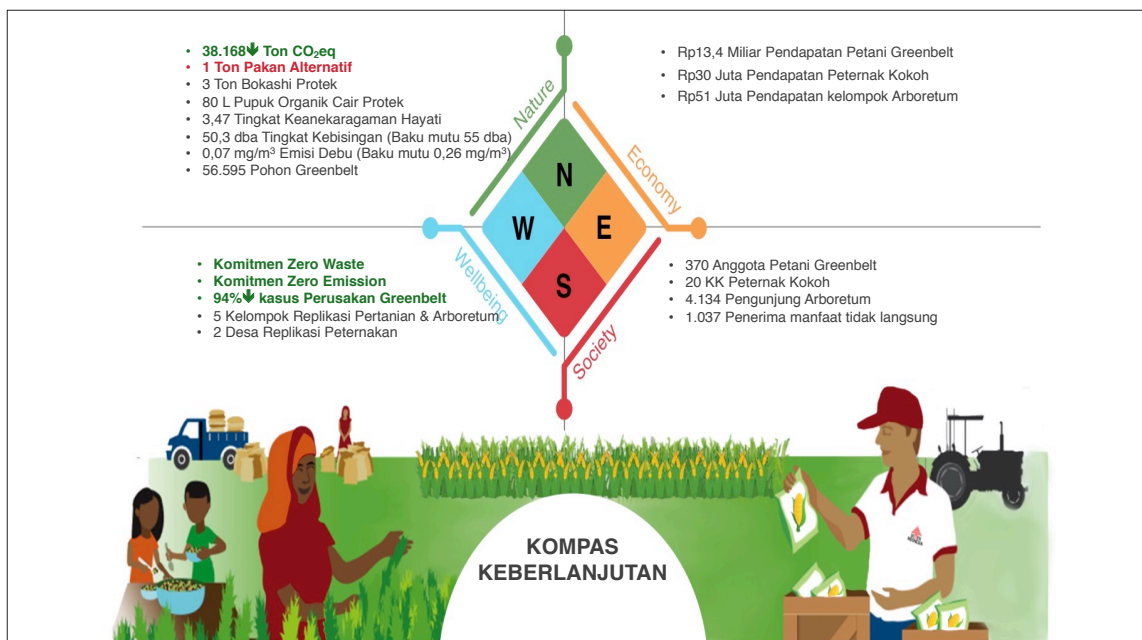 • 38.168↓ Ton CO₂eq
• 1 Ton Pakan Alternatif
• 3 Ton Bokashi Protek
• 80 L Pupuk Organik Cair Protek
• 3,47 Tingkat Keanekaragaman Hayati
• 50,3 dba Tingkat Kebisingan (Baku mutu 55 dba)
• 0,07 mg/m³ Emisi Debu (Baku mutu 0,26 mg/m³)
• 56.595 Pohon Greenbelt
• Rp13,4 Miliar Pendapatan Petani Greenbelt
• Rp30 Juta Pendapatan Peternak Kokoh
• Rp51 Juta Pendapatan kelompok Arboretum
Nature
Economy
N
W
E
S
Wellbeing
Society
• Komitmen Zero Waste
• Komitmen Zero Emission
• 94%↓ kasus Perusakan Greenbelt
• 5 Kelompok Replikasi Pertanian & Arboretum
• 2 Desa Replikasi Peternakan
• 370 Anggota Petani Greenbelt
• 20 KK Peternak Kokoh
• 4.134 Pengunjung Arboretum
• 1.037 Penerima manfaat tidak langsung
KOMPAS
KEBERLANJUTAN